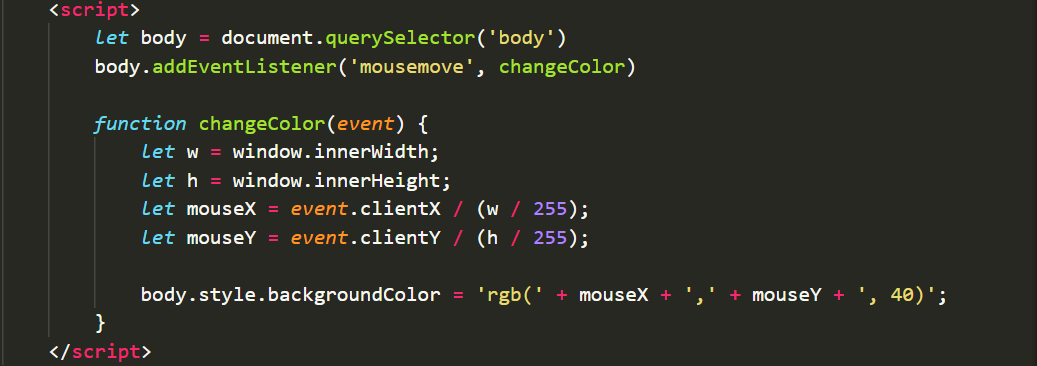 <script>
let body = document.querySelector('body')
body.addEventListener('mousemove', changeColor)
function changeColor(event) {
let w = window.innerWidth;
let h = window.innerHeight;
let mouseX = event.clientX / (w / 255);
let mouseY = event.clientY / (h / 255);
body.style.backgroundColor = 'rgb(' + mouseX + ',' + mouseY + ', 40)';
}
</script>